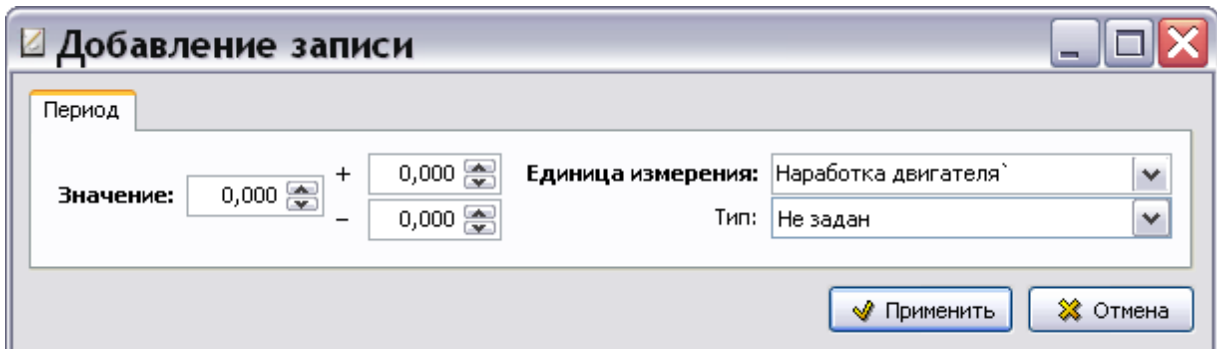 Добавление записи
Период
+ 0,000 Единица измерения: Наработка двигателя`
Значение: 0,000
– 0,000 Тип: Не задан
Применить Отмена